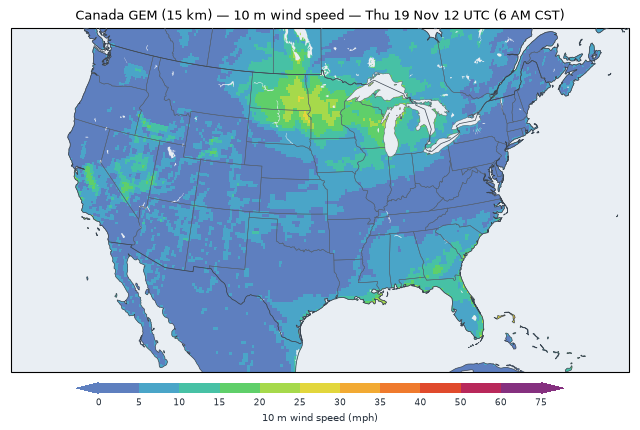 Canada GEM (15 km) — 10 m wind speed — Thu 19 Nov 12 UTC (6 AM CST)
0 5 10 15 20 25 30 35 40 50 60 75
10 m wind speed (mph)